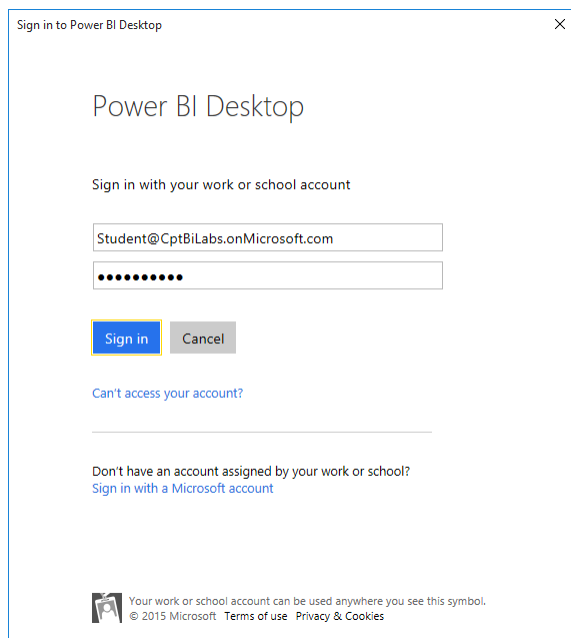 Sign in to Power BI Desktop
Power BI Desktop
Sign in with your work or school account
Student@CptBiLabs.onMicrosoft.com
●●●●●●●●●●
Sign in Cancel
Can't access your account?
Don't have an account assigned by your work or school?
Sign in with a Microsoft account
Your work or school account can be used anywhere you see this symbol.
© 2015 Microsoft Terms of use Privacy & Cookies